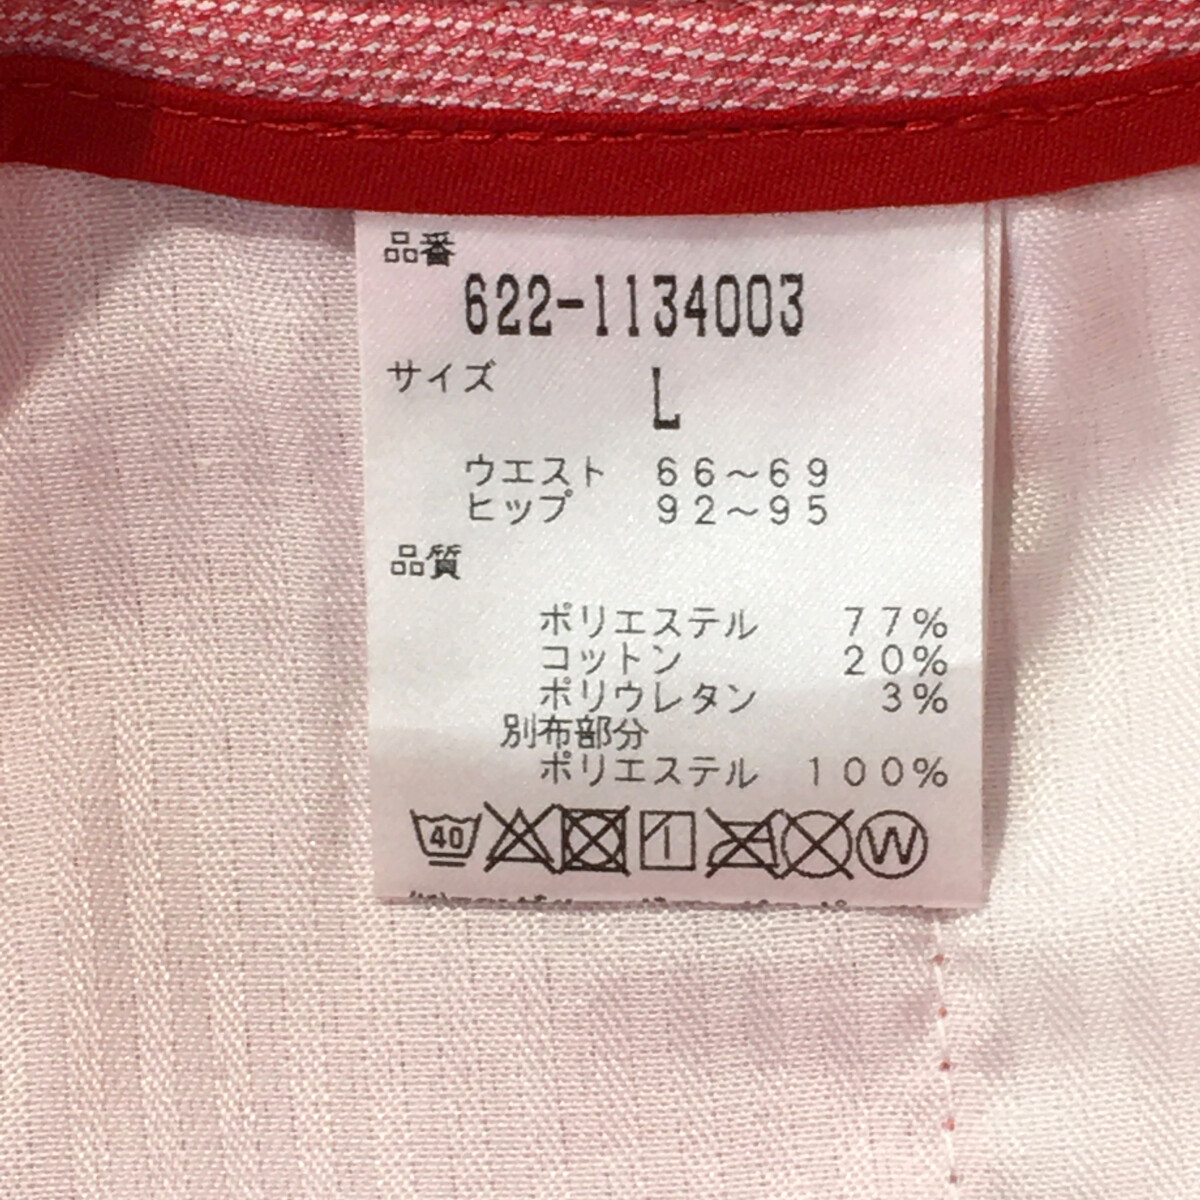 品番
622-1134003
サイズ L
ウエスト 66〜69
ヒップ 92〜95
品質
ポリエステル 77%
コットン 20%
ポリウレタン 3%
別布部分
ポリエステル 100%
40 W